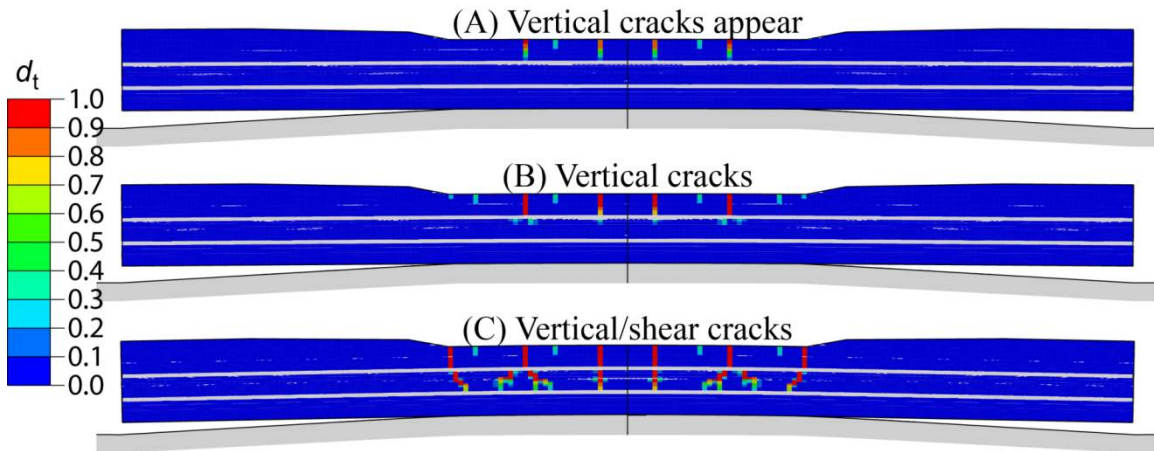 (A) Vertical cracks appear
dt
1.0
0.9
0.8
0.7
0.6
0.5
0.4
0.3
0.2
0.1
0.0
(B) Vertical cracks
(C) Vertical/shear cracks